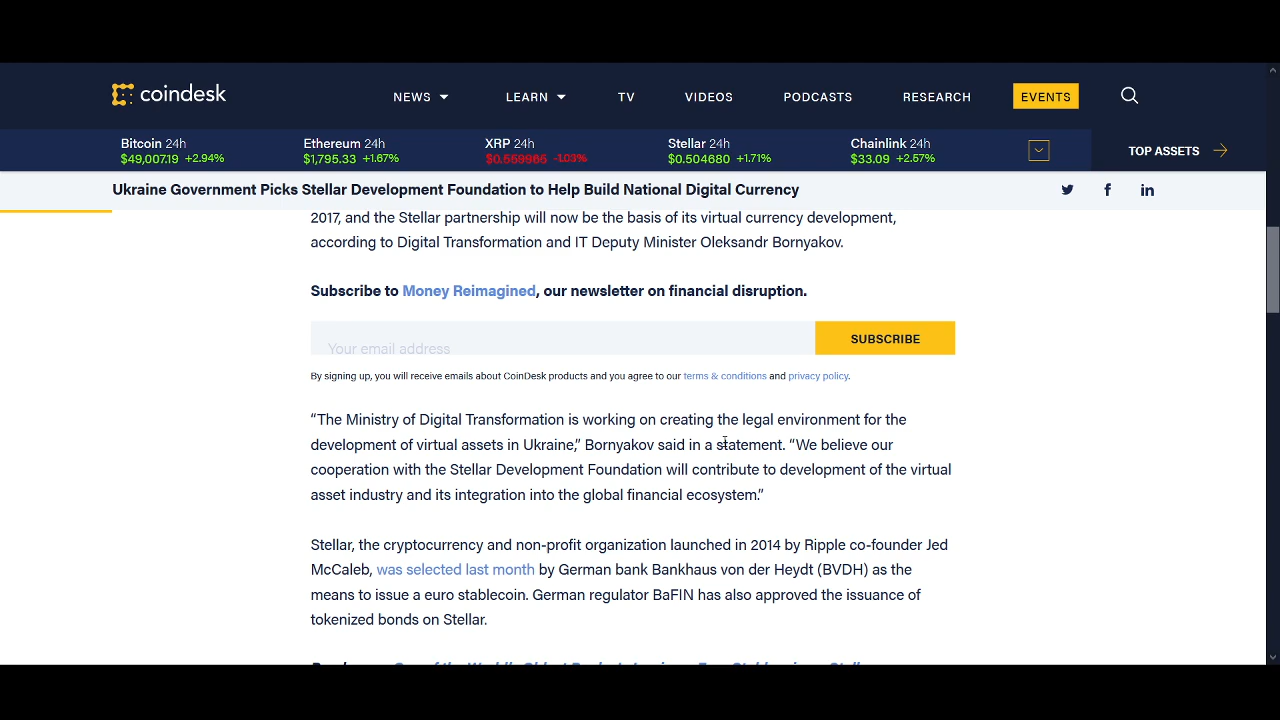 coindesk
NEWS LEARN TV VIDEOS PODCASTS RESEARCH EVENTS
Bitcoin 24h Ethereum 24h XRP 24h Stellar 24h Chainlink 24h
$49,007.19 +2.94% $1,795.33 +1.67% $0.559966 -1.03% $0.504680 +1.71% $33.09 +2.57%
TOP ASSETS
Ukraine Government Picks Stellar Development Foundation to Help Build National Digital Currency
2017, and the Stellar partnership will now be the basis of its virtual currency development,
according to Digital Transformation and IT Deputy Minister Oleksandr Bornyakov.
Subscribe to Money Reimagined, our newsletter on financial disruption.
Your email address
SUBSCRIBE
By signing up, you will receive emails about CoinDesk products and you agree to our terms & conditions and privacy policy.
“The Ministry of Digital Transformation is working on creating the legal environment for the
development of virtual assets in Ukraine,” Bornyakov said in a statement. “We believe our
cooperation with the Stellar Development Foundation will contribute to development of the virtual
asset industry and its integration into the global financial ecosystem.”
Stellar, the cryptocurrency and non-profit organization launched in 2014 by Ripple co-founder Jed
McCaleb, was selected last month by German bank Bankhaus von der Heydt (BVDH) as the
means to issue a euro stablecoin. German regulator BaFIN has also approved the issuance of
tokenized bonds on Stellar.